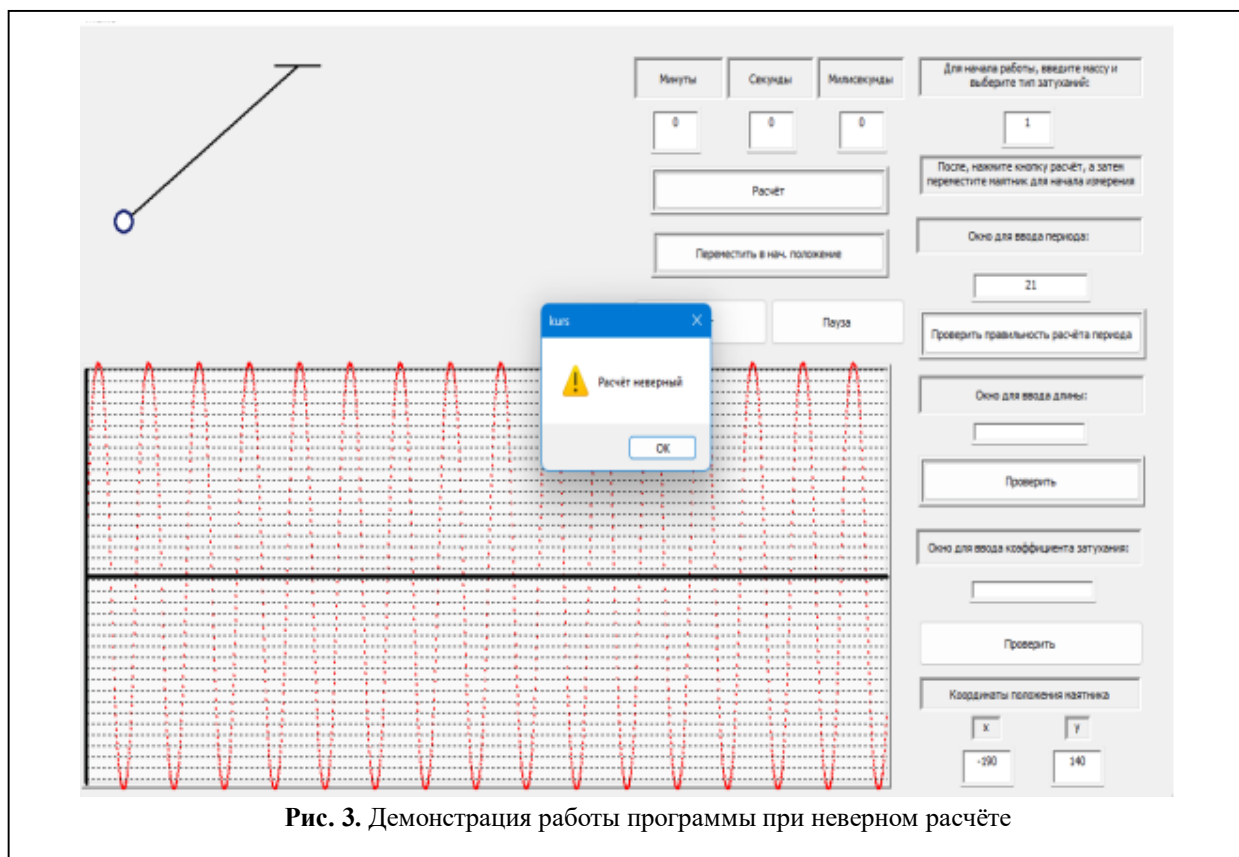 Минуты
Секунды
Милисекунды
0
0
0
Расчёт
Переместить в нач. положение
Пауза
Для начала работы, введите массу и
выберите тип затуханий:
1
После, нажмите кнопку расчёт, а затем
переместите маятник для начала измерения
Окно для ввода периода:
21
Проверить правильность расчёта периода
Окно для ввода длины:
Проверить
Окно для ввода коэффициента затухания:
Проверить
Координаты положения маятника
x
y
-190
140
kurs
Расчёт неверный
OK
Рис. 3. Демонстрация работы программы при неверном расчёте